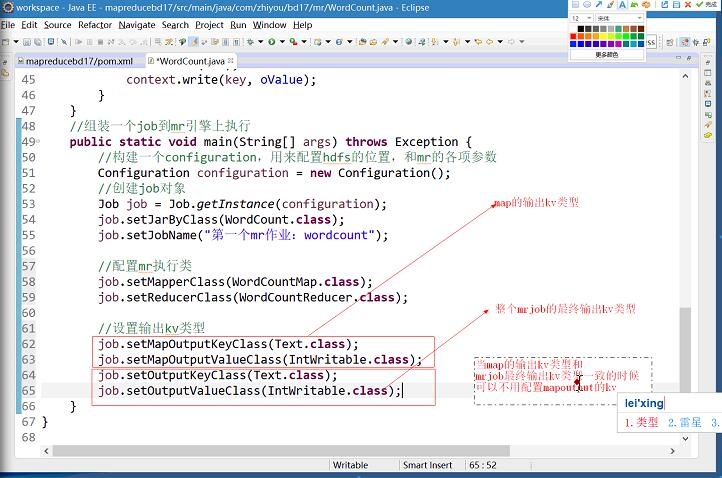 workspace - Java EE - mapreducebd17/src/main/java/com/zhiyou/bd17/mr/WordCount.java - Eclipse
完成
12 宋体
更多颜色
File Edit Source Refactor Navigate Search Project Run Window Help
mapreducebd17/pom.xml *WordCount.java
45 context.write(key, oValue);
46 }
47 }
48 //组装一个job到mr引擎上执行
49 public static void main(String[] args) throws Exception {
50 //构建一个configuration，用来配置hdfs的位置，和mr的各项参数
51 Configuration configuration = new Configuration();
52 //创建job对象
53 Job job = Job.getInstance(configuration);
54 job.setJarByClass(WordCount.class);
55 job.setJobName("第一个mr作业：wordcount");
map的输出kv类型
56
57 //配置mr执行类
58 job.setMapperClass(WordCountMap.class);
59 job.setReducerClass(WordCountReducer.class);
整个mrjob的最终输出kv类型
60
61 //设置输出kv类型
62 job.setMapOutputKeyClass(Text.class);
63 job.setMapOutputValueClass(IntWritable.class);
64 job.setOutputKeyClass(Text.class);
65 job.setOutputValueClass(IntWritable.class);
当map的输出kv类型和
mrjob最终输出kv类型一致的时候
可以不用配置mapoutput的kv
lei'xing
1.类型 2.雷星 3.
66 }
67 }
68
Writable Smart Insert 65 : 52